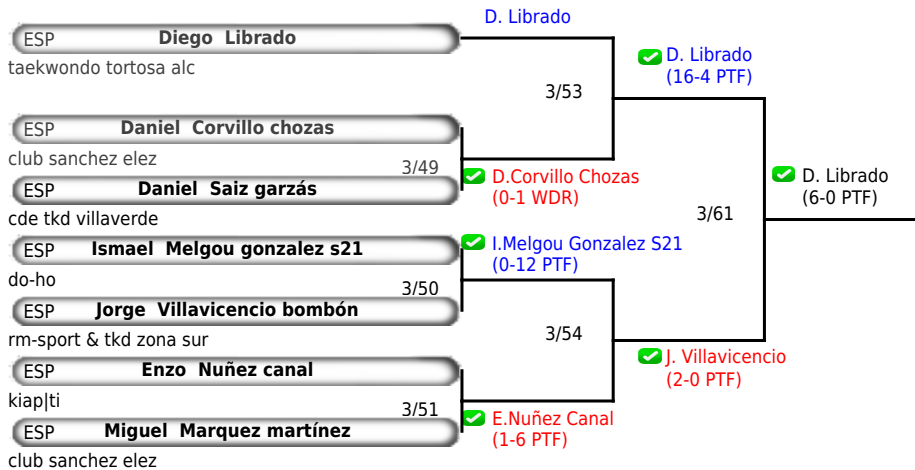 D. Librado
ESP Diego Librado
taekwondo tortosa alc
D. Librado
(16-4 PTF)
3/53
ESP Daniel Corvillo chozas
club sanchez elez
3/49
D.Corvillo Chozas
(0-1 WDR)
ESP Daniel Saiz garzás
cde tkd villaverde
D. Librado
(6-0 PTF)
3/61
ESP Ismael Melgou gonzalez s21
I.Melgou Gonzalez S21
(0-12 PTF)
do-ho
3/50
ESP Jorge Villavicencio bombón
rm-sport & tkd zona sur
3/54
J. Villavicencio
(2-0 PTF)
ESP Enzo Nuñez canal
kiap|ti
3/51
E.Nuñez Canal
(1-6 PTF)
ESP Miguel Marquez martínez
club sanchez elez